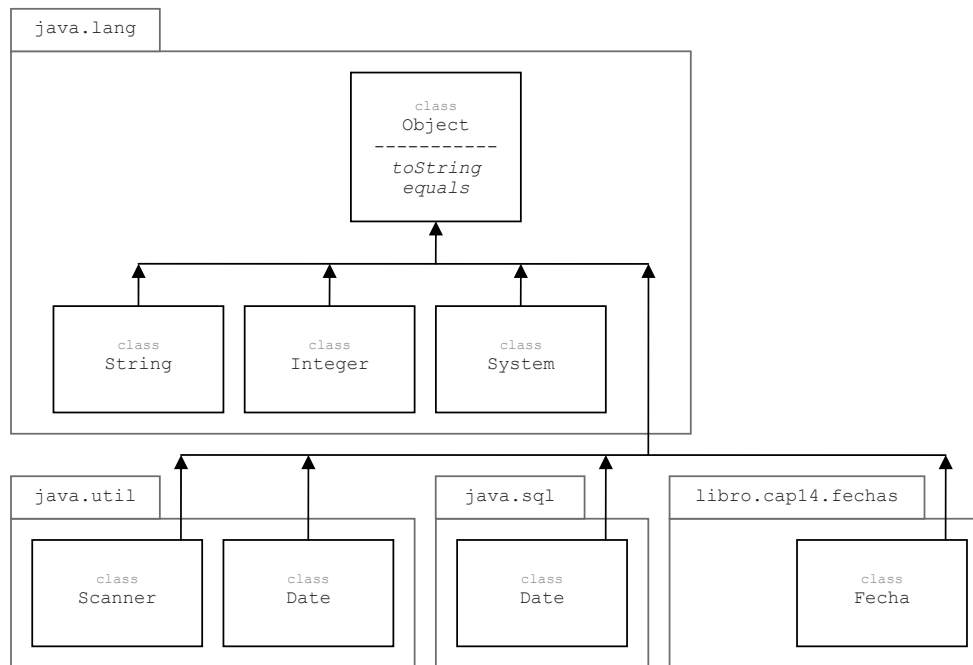 java.lang
class
Object
-----------
toString
equals
class
String
class
Integer
class
System
java.util
java.sql
libro.cap14.fechas
class
Scanner
class
Date
class
Date
class
Fecha